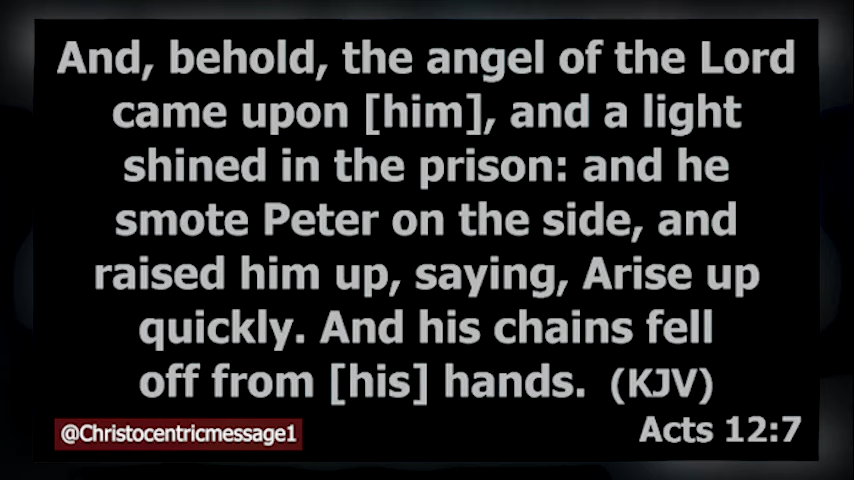 And, behold, the angel of the Lord
came upon [him], and a light
shined in the prison: and he
smote Peter on the side, and
raised him up, saying, Arise up
quickly. And his chains fell
off from [his] hands. (KJV)
@Christocentricmessage1
Acts 12:7